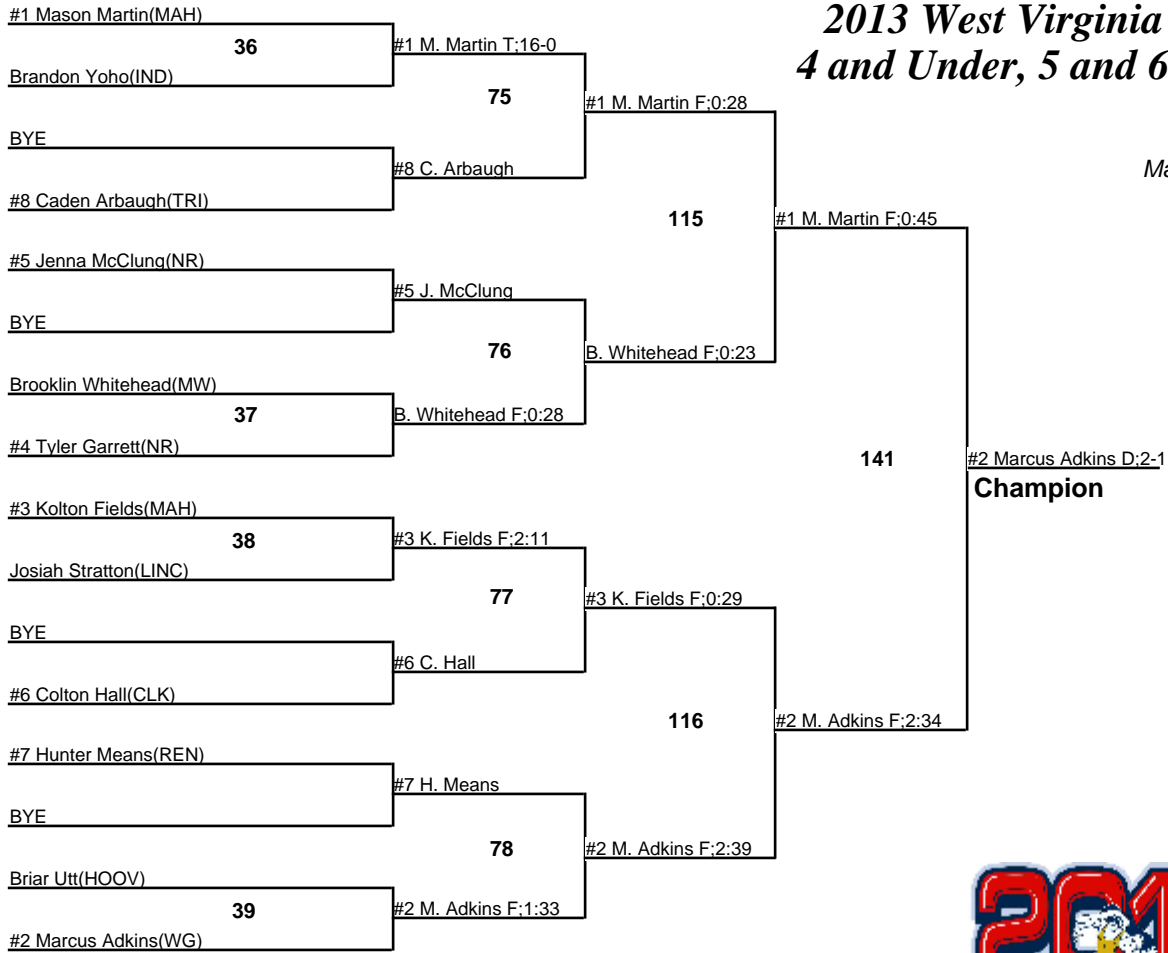 2013 West Virginia
4 and Under, 5 and 6
Ma
#1 Mason Martin(MAH)
36
Brandon Yoho(IND)
#1 M. Martin T;16-0
75
BYE
#8 Caden Arbaugh(TRI)
#8 C. Arbaugh
#1 M. Martin F;0:28
115
#5 Jenna McClung(NR)
BYE
#5 J. McClung
76
Brooklin Whitehead(MW)
37
#4 Tyler Garrett(NR)
B. Whitehead F;0:28
B. Whitehead F;0:23
#1 M. Martin F;0:45
141
#3 Kolton Fields(MAH)
38
Josiah Stratton(LINC)
#3 K. Fields F;2:11
77
BYE
#6 Colton Hall(CLK)
#6 C. Hall
#3 K. Fields F;0:29
116
#7 Hunter Means(REN)
BYE
#7 H. Means
78
Briar Utt(HOOV)
39
#2 Marcus Adkins(WG)
#2 M. Adkins F;1:33
#2 M. Adkins F;2:39
#2 M. Adkins F;2:34
#2 Marcus Adkins D;2-1
Champion
201